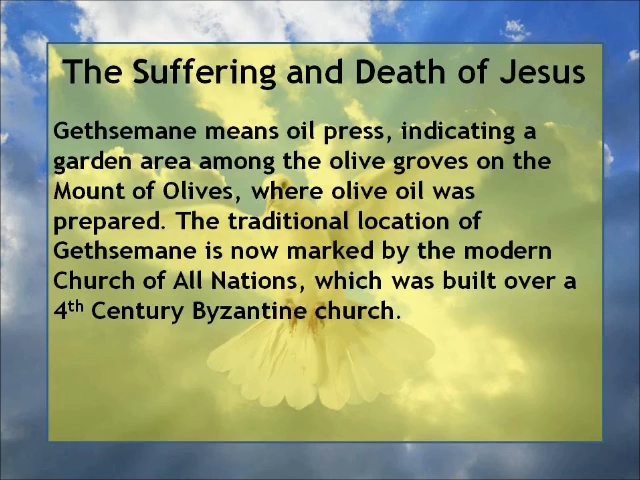 The Suffering and Death of Jesus
Gethsemane means oil press, indicating a
garden area among the olive groves on the
Mount of Olives, where olive oil was
prepared. The traditional location of
Gethsemane is now marked by the modern
Church of All Nations, which was built over a
4th Century Byzantine church.